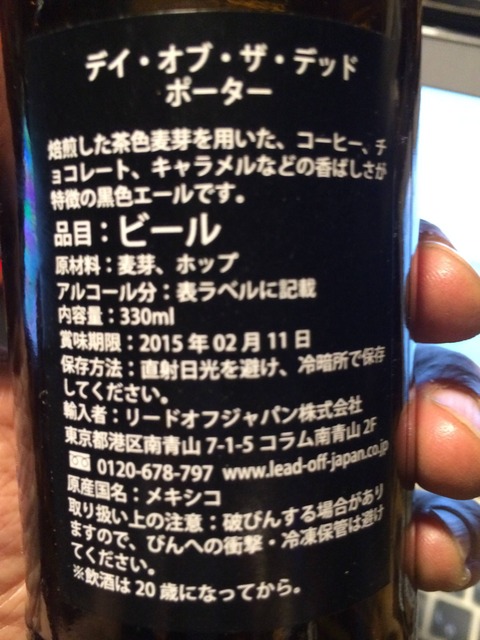 デイ・オブ・ザ・デッド
ポーター
焙煎した茶色麦芽を用いた、コーヒー、チ
ョコレート、キャラメルなどの香ばしさが
特徴の黒色エールです。
品目：ビール
原材料：麦芽、ホップ
アルコール分：表ラベルに記載
内容量：330ml
賞味期限：2015年02月11日
保存方法：直射日光を避け、冷暗所で保存
してください。
輸入者：リードオフジャパン株式会社
東京都港区南青山7-1-5コラム南青山2F
0120-678-797 www.lead-off-japan.co.jp
原産国名：メキシコ
取り扱い上の注意：破びんする場合があり
ますので、びんへの衝撃・冷凍保管は避け
てください。
※飲酒は20歳になってから。